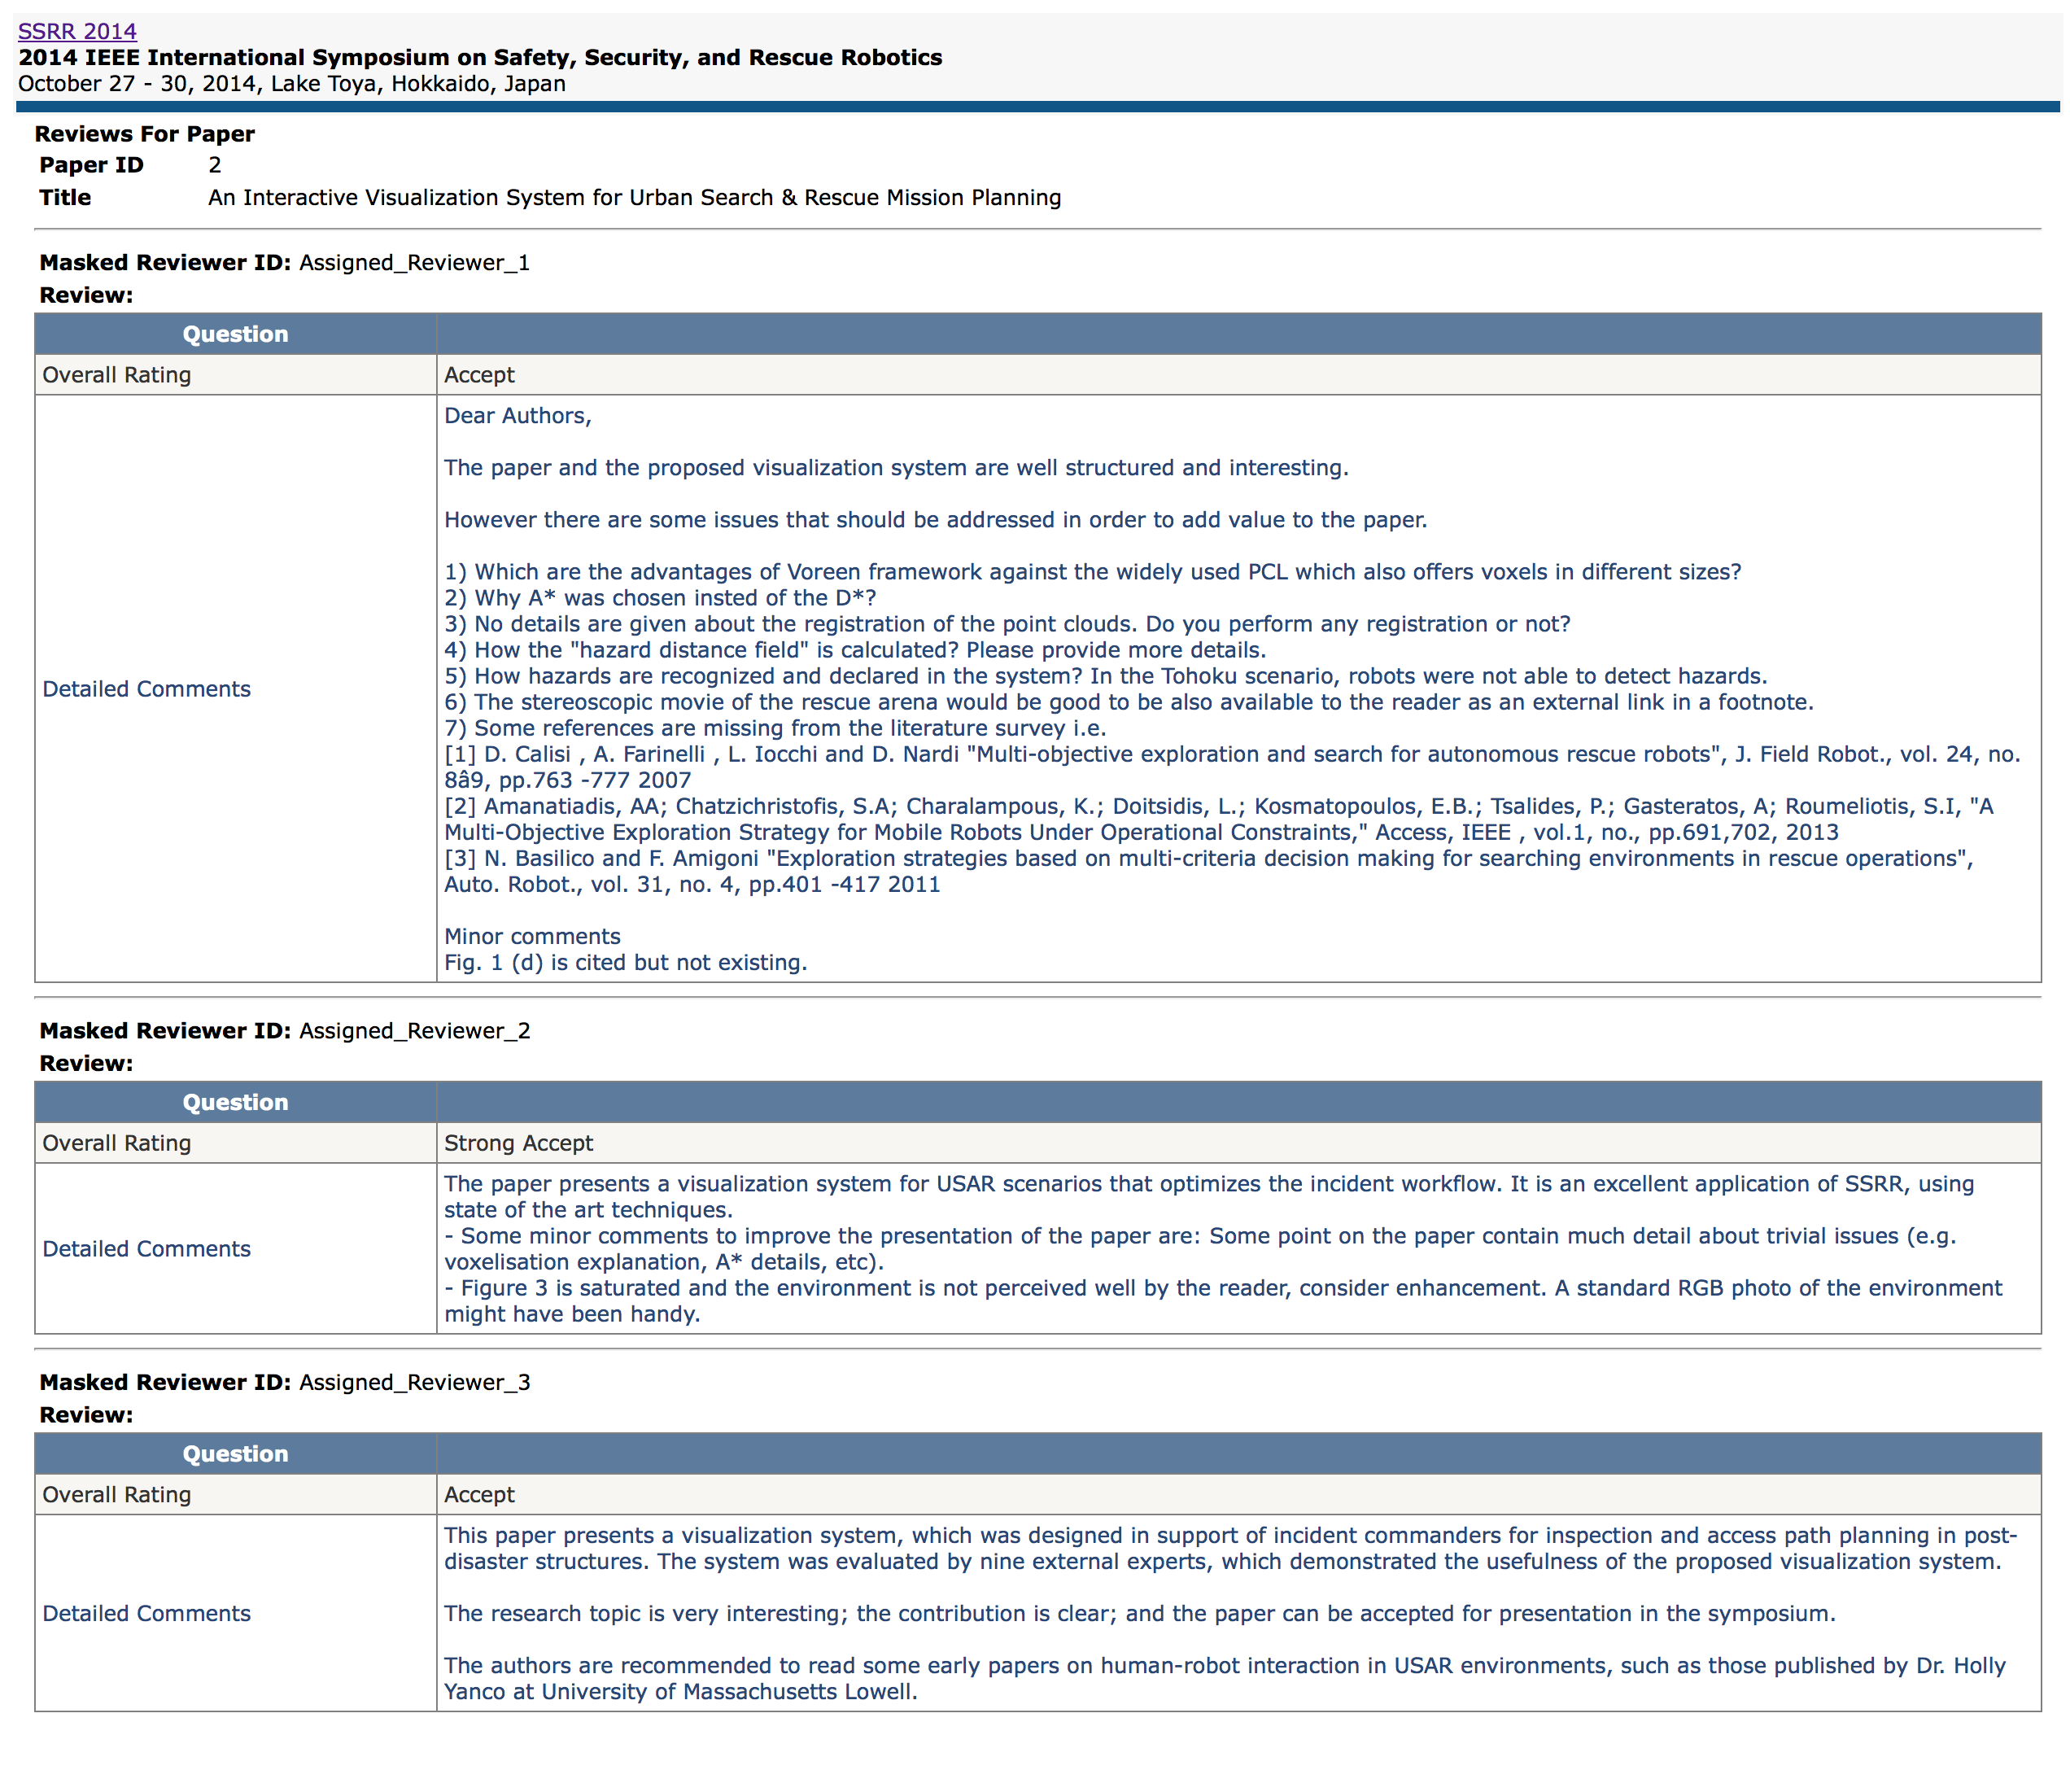 SSRR 2014
2014 IEEE International Symposium on Safety, Security, and Rescue Robotics
October 27 - 30, 2014, Lake Toya, Hokkaido, Japan
Reviews For Paper
Paper ID 2
Title An Interactive Visualization System for Urban Search & Rescue Mission Planning
Masked Reviewer ID: Assigned_Reviewer_1
Review:
Question
Overall Rating Accept
Detailed Comments
Dear Authors,
The paper and the proposed visualization system are well structured and interesting.
However there are some issues that should be addressed in order to add value to the paper.
1) Which are the advantages of Voreen framework against the widely used PCL which also offers voxels in different sizes?
2) Why A* was chosen insted of the D*?
3) No details are given about the registration of the point clouds. Do you perform any registration or not?
4) How the "hazard distance field" is calculated? Please provide more details.
5) How hazards are recognized and declared in the system? In the Tohoku scenario, robots were not able to detect hazards.
6) The stereoscopic movie of the rescue arena would be good to be also available to the reader as an external link in a footnote.
7) Some references are missing from the literature survey i.e.
[1] D. Calisi , A. Farinelli , L. Iocchi and D. Nardi "Multi-objective exploration and search for autonomous rescue robots", J. Field Robot., vol. 24, no.
8â9, pp.763 -777 2007
[2] Amanatiadis, AA; Chatzichristofis, S.A; Charalampous, K.; Doitsidis, L.; Kosmatopoulos, E.B.; Tsalides, P.; Gasteratos, A; Roumeliotis, S.I, "A
Multi-Objective Exploration Strategy for Mobile Robots Under Operational Constraints," Access, IEEE , vol.1, no., pp.691,702, 2013
[3] N. Basilico and F. Amigoni "Exploration strategies based on multi-criteria decision making for searching environments in rescue operations",
Auto. Robot., vol. 31, no. 4, pp.401 -417 2011
Minor comments
Fig. 1 (d) is cited but not existing.
Masked Reviewer ID: Assigned_Reviewer_2
Review:
Question
Overall Rating Strong Accept
Detailed Comments
The paper presents a visualization system for USAR scenarios that optimizes the incident workflow. It is an excellent application of SSRR, using
state of the art techniques.
- Some minor comments to improve the presentation of the paper are: Some point on the paper contain much detail about trivial issues (e.g.
voxelisation explanation, A* details, etc).
- Figure 3 is saturated and the environment is not perceived well by the reader, consider enhancement. A standard RGB photo of the environment
might have been handy.
Masked Reviewer ID: Assigned_Reviewer_3
Review:
Question
Overall Rating Accept
Detailed Comments
This paper presents a visualization system, which was designed in support of incident commanders for inspection and access path planning in post-
disaster structures. The system was evaluated by nine external experts, which demonstrated the usefulness of the proposed visualization system.
The research topic is very interesting; the contribution is clear; and the paper can be accepted for presentation in the symposium.
The authors are recommended to read some early papers on human-robot interaction in USAR environments, such as those published by Dr. Holly
Yanco at University of Massachusetts Lowell.